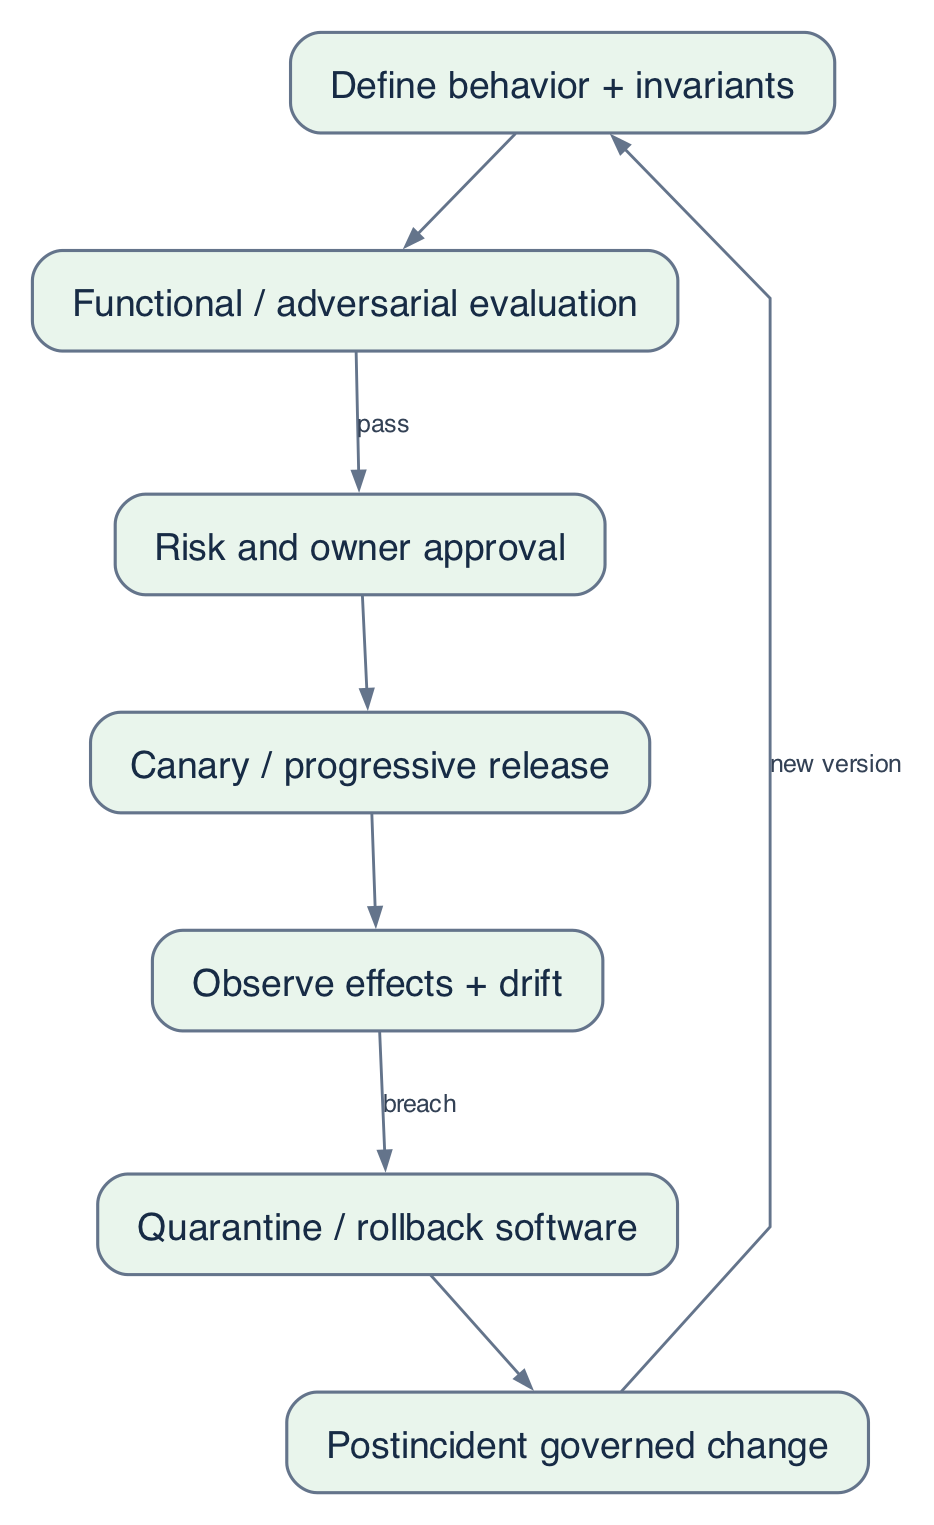 Define behavior + invariants
Functional / adversarial evaluation
pass
Risk and owner approval
Canary / progressive release
new version
Observe effects + drift
breach
Quarantine / rollback software
Postincident governed change